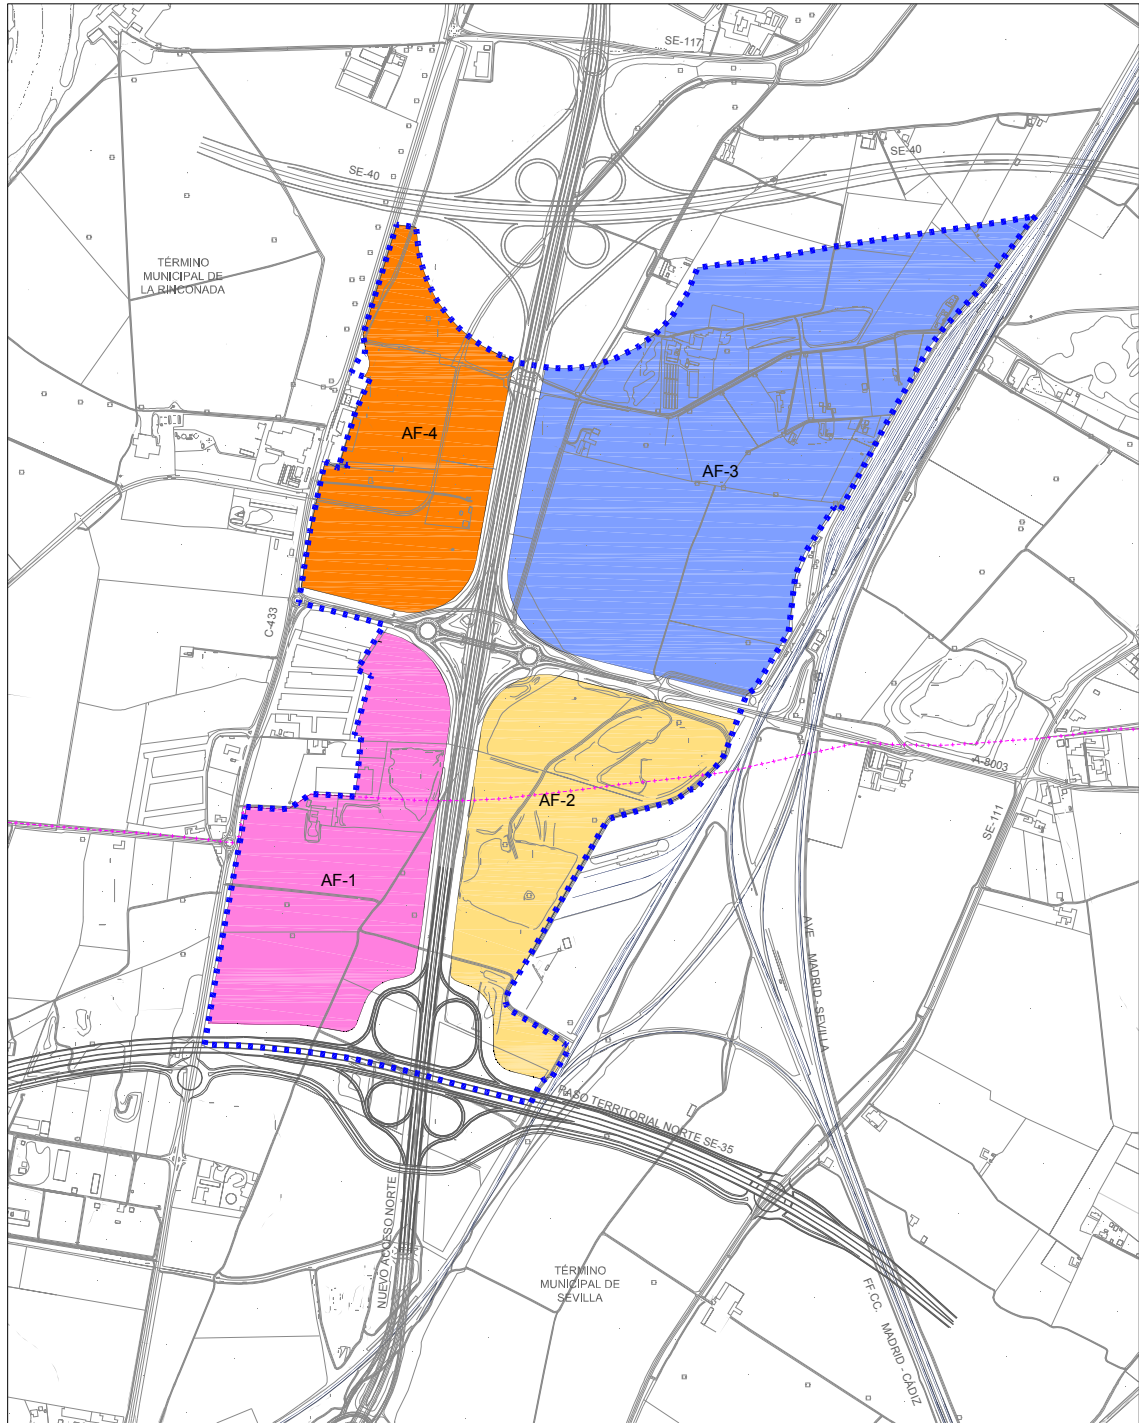 SE-117
SE-40
SE-40
TÉRMINO
MUNICIPAL DE
LA RINCONADA
AF-4
AF-3
C-433
A-8003
AF-2
SE-111
AF-1
AVE MADRID - SEVILLA
PASO TERRITORIAL NORTE SE-35
NUEVO ACCESO NORTE
TÉRMINO
MUNICIPAL DE
SEVILLA
FF.CC. MADRID - CÁDIZ